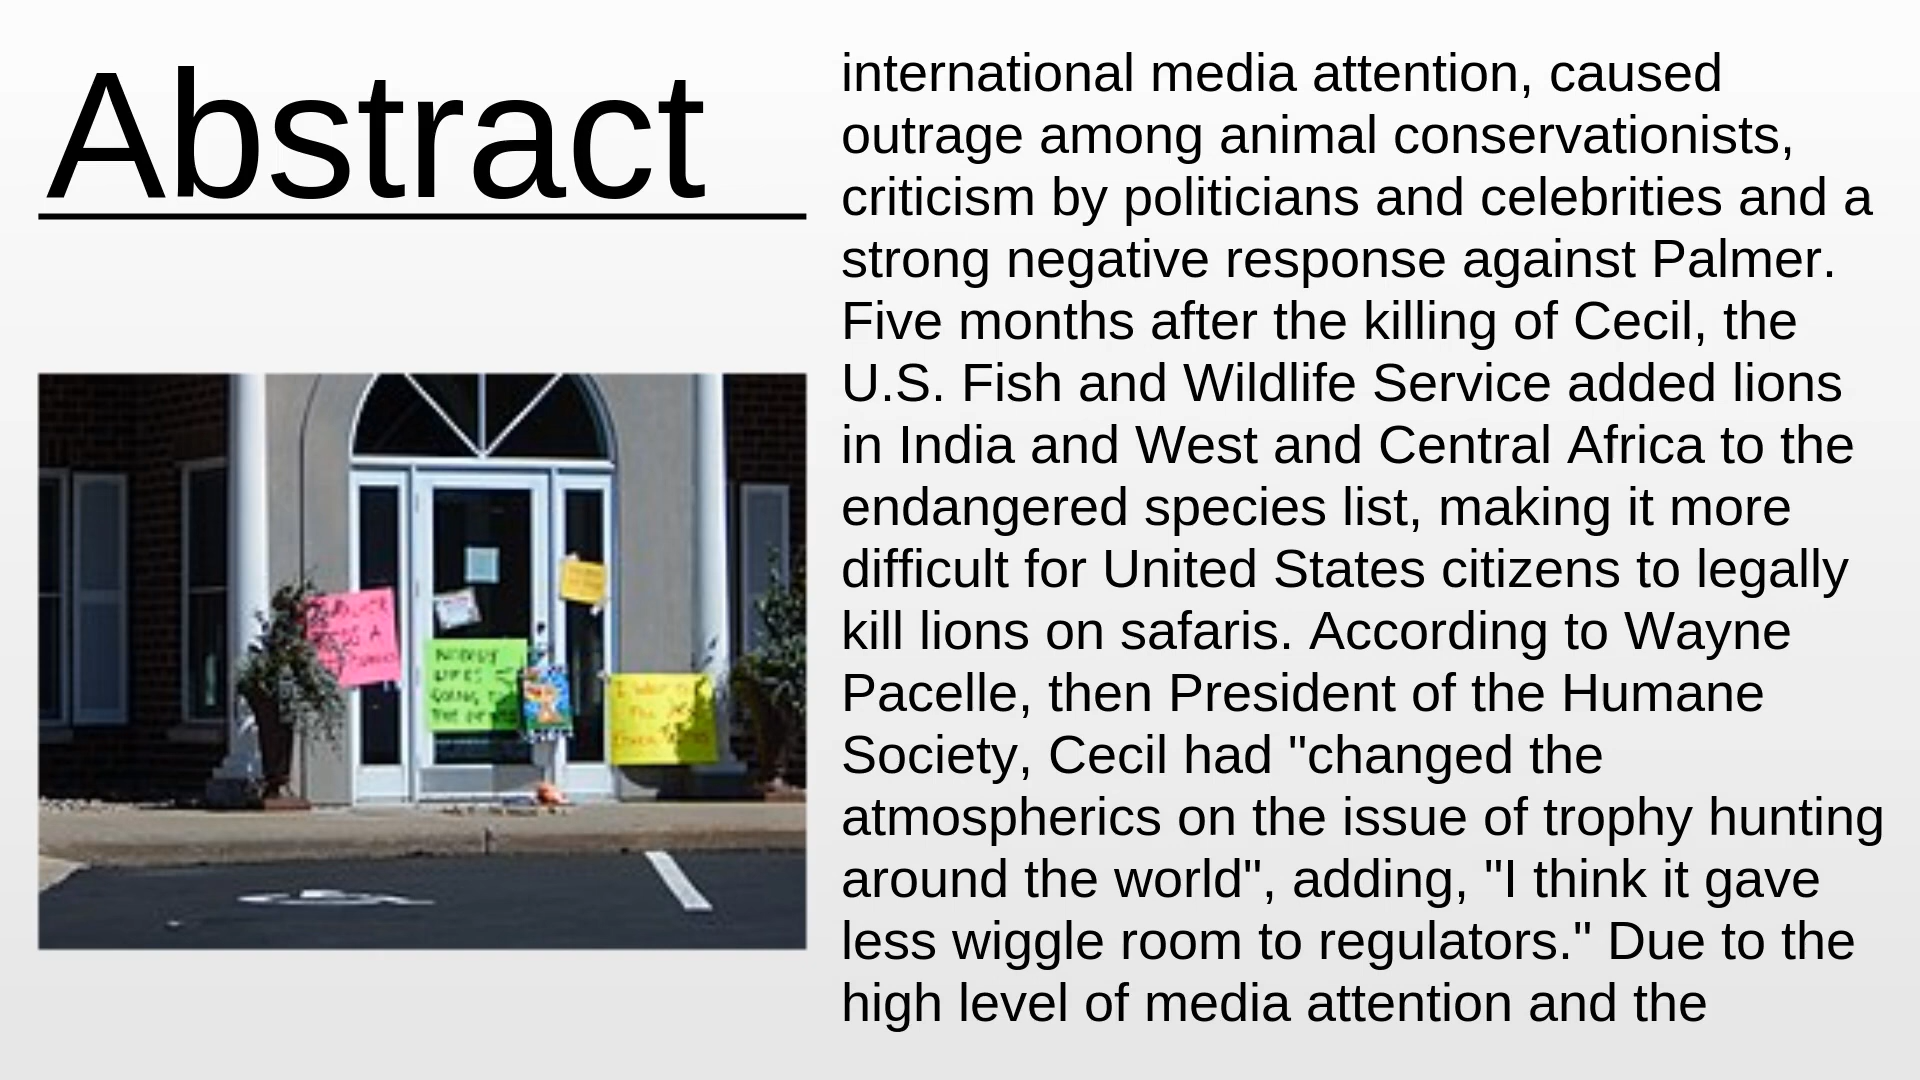 Abstract
international media attention, caused
outrage among animal conservationists,
criticism by politicians and celebrities and a
strong negative response against Palmer.
Five months after the killing of Cecil, the
U.S. Fish and Wildlife Service added lions
in India and West and Central Africa to the
endangered species list, making it more
difficult for United States citizens to legally
kill lions on safaris. According to Wayne
Pacelle, then President of the Humane
Society, Cecil had "changed the
atmospherics on the issue of trophy hunting
around the world", adding, "I think it gave
less wiggle room to regulators." Due to the
high level of media attention and the
NOBODY
LIKES
GOING TO